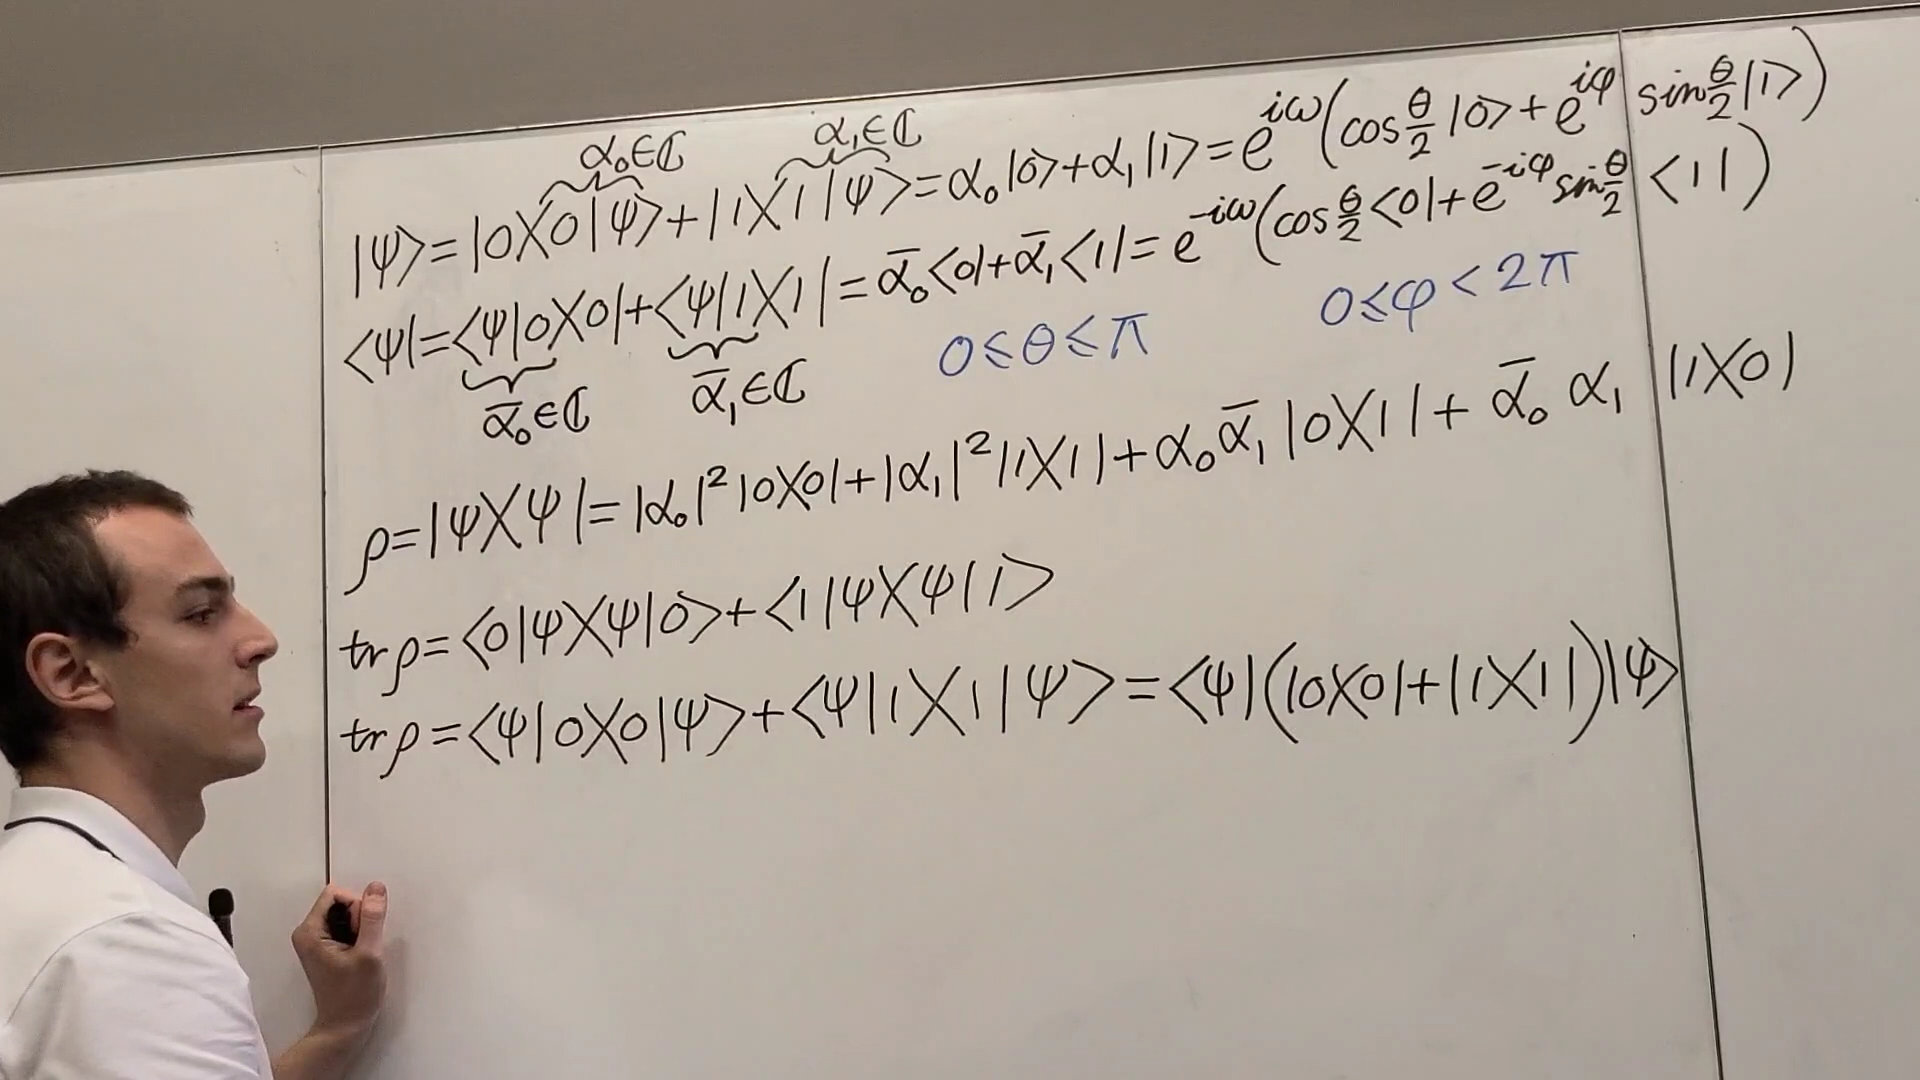 α₀∈ℂ α₁∈ℂ
|ψ⟩=|0⟩⟨0|ψ⟩+|1⟩⟨1|ψ⟩=α₀|0⟩+α₁|1⟩=e^{iω}(cos θ/2 |0⟩+e^{iφ} sin θ/2 |1⟩)
⟨ψ|=⟨ψ|0⟩⟨0|+⟨ψ|1⟩⟨1|=ᾱ₀⟨0|+ᾱ₁⟨1|=e^{-iω}(cos θ/2 ⟨0|+e^{-iφ} sin θ/2 ⟨1|)
ᾱ₀∈ℂ ᾱ₁∈ℂ 0≤θ≤π 0≤φ<2π
ρ=|ψ⟩⟨ψ|=|α₀|²|0⟩⟨0|+|α₁|²|1⟩⟨1|+α₀ᾱ₁|0⟩⟨1|+ᾱ₀α₁|1⟩⟨0|
trρ=⟨0|ψ⟩⟨ψ|0⟩+⟨1|ψ⟩⟨ψ|1⟩
trρ=⟨ψ|0⟩⟨0|ψ⟩+⟨ψ|1⟩⟨1|ψ⟩=⟨ψ|(|0⟩⟨0|+|1⟩⟨1|)|ψ⟩